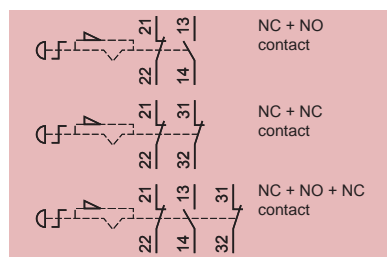 21 13 NC + NO
contact
22 14
21 31 NC + NC
contact
22 32
21 13 31 NC + NO + NC
contact
22 14 32